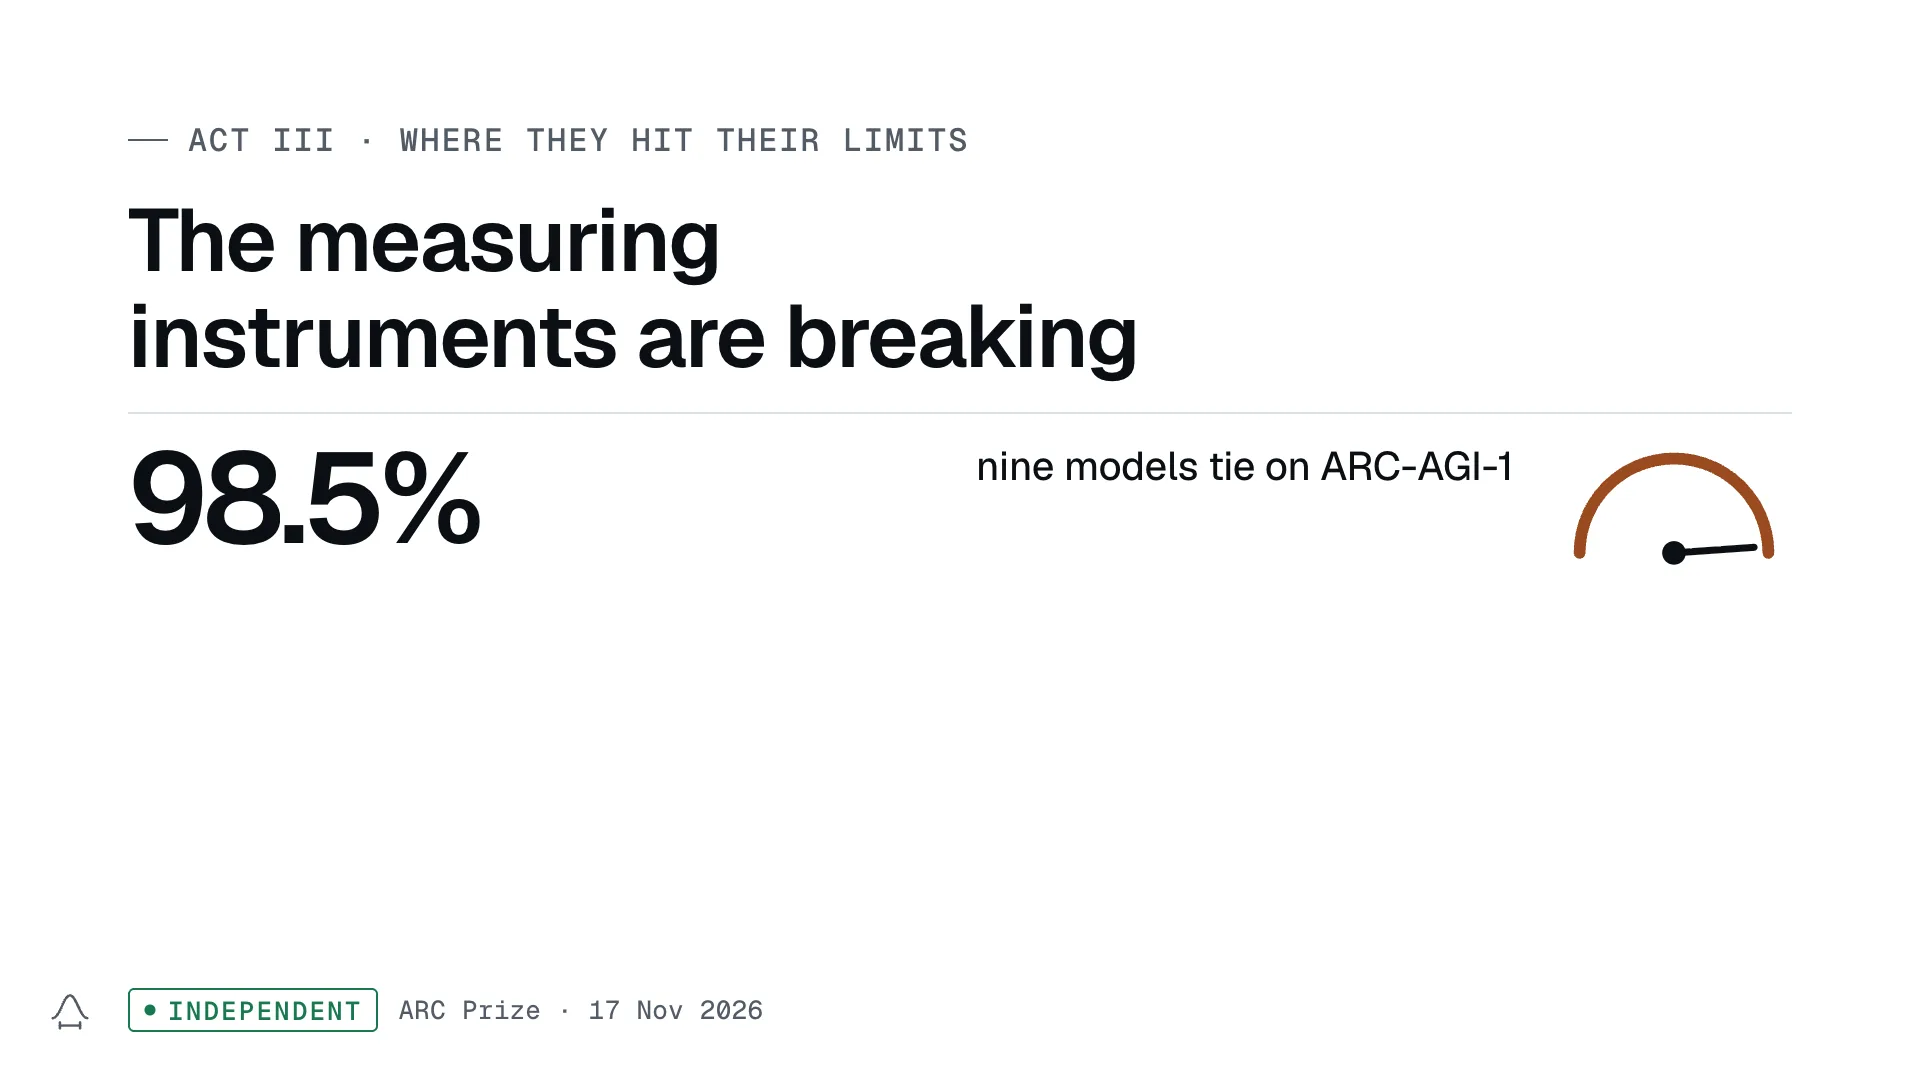 ACT III · WHERE THEY HIT THEIR LIMITS
The measuring
instruments are breaking
98.5%
nine models tie on ARC-AGI-1
INDEPENDENT
ARC Prize · 17 Nov 2026